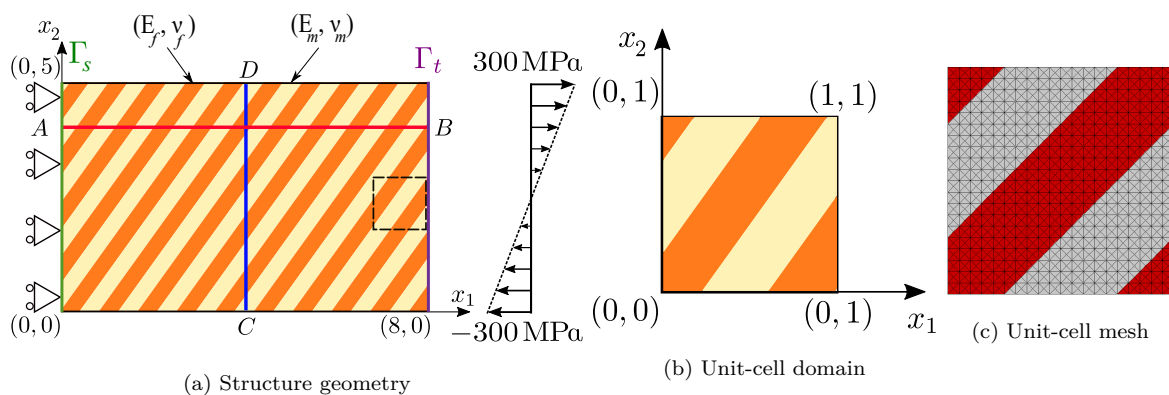 x₂
(E_f, ν_f)
(E_m, ν_m)
Γ_s
Γ_t
(0, 5)
D
A
B
C
(0, 0)
(8, 0)
x₁
300 MPa
−300 MPa
(a) Structure geometry
x₂
(0, 1)
(1, 1)
(0, 0)
(0, 1)
x₁
(b) Unit-cell domain
(c) Unit-cell mesh